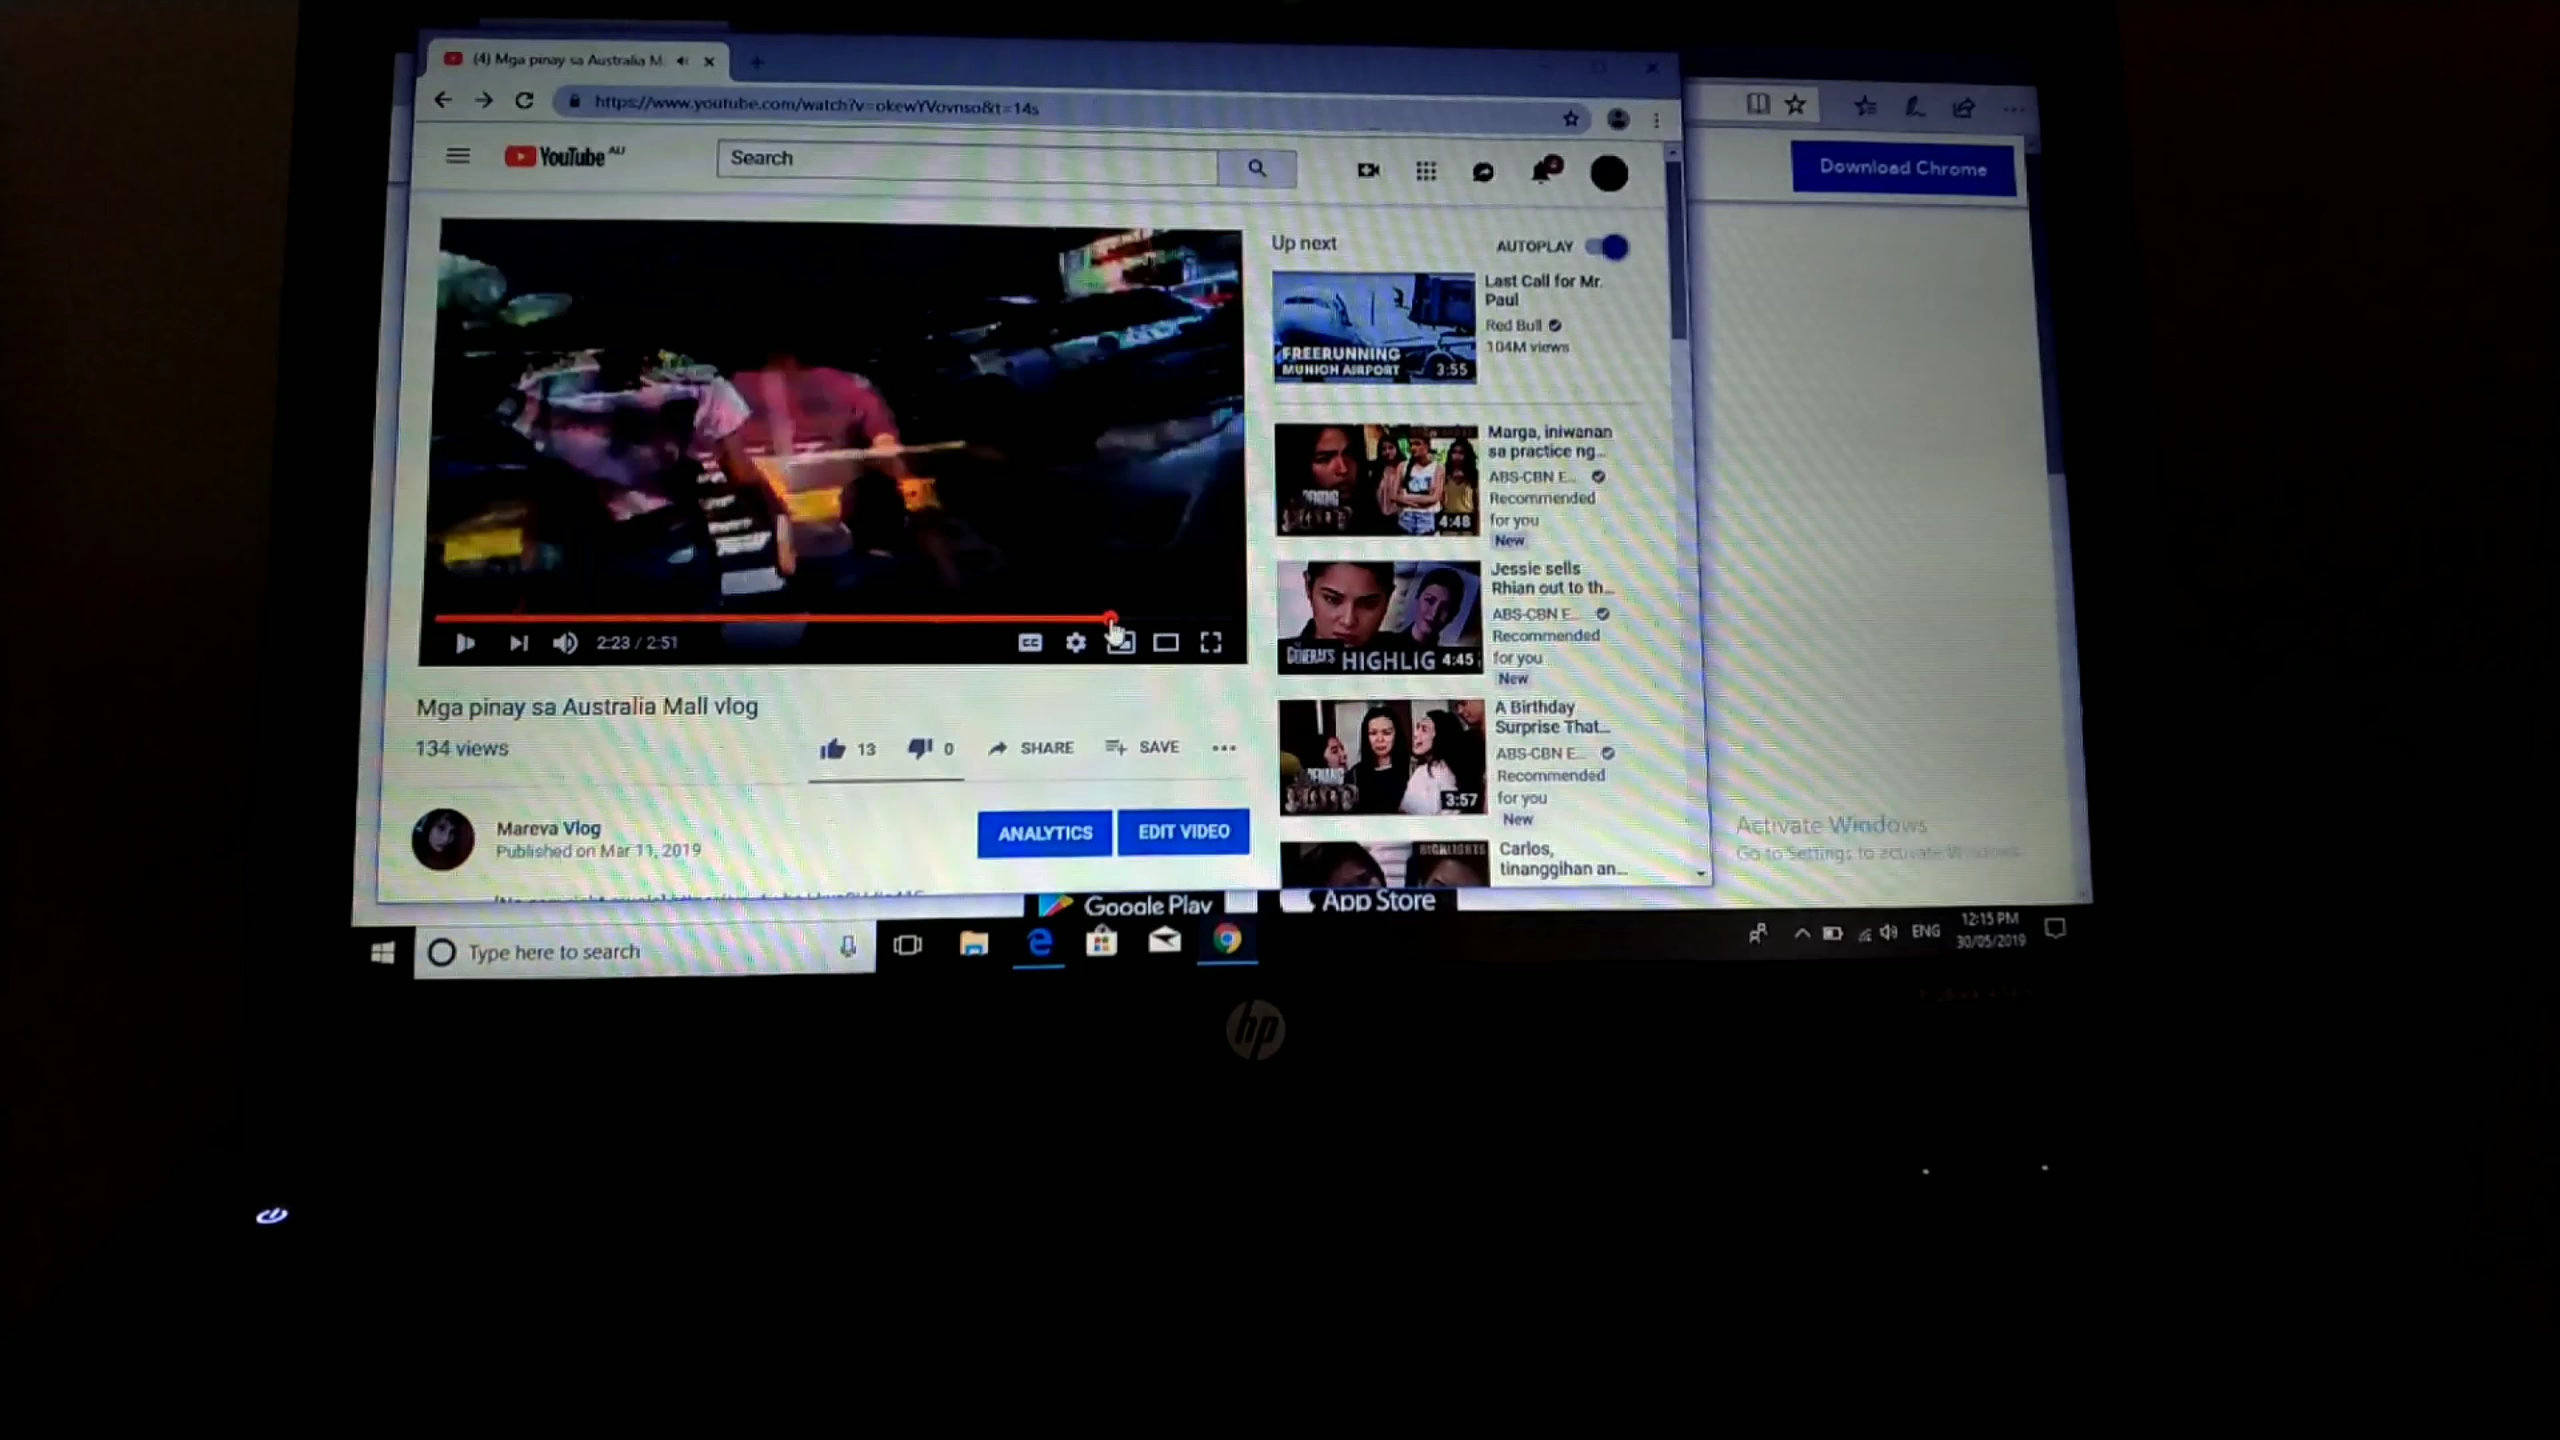 (4) Mga pinay sa Australia M
https://www.youtube.com/watch?v=okewYVovnso&t=14s
Download Chrome
YouTube AU
Search
Up next
AUTOPLAY
FREERUNNING
MUNICH AIRPORT
3:55
Last Call for Mr.
Paul
Red Bull
104M views
4:48
Marga, iniwanan
sa practice ng...
ABS-CBN E...
Recommended
for you
New
HIGHLIG 4:45
Jessie sells
Rhian out to th...
ABS-CBN E...
Recommended
for you
New
3:57
A Birthday
Surprise That...
ABS-CBN E...
Recommended
for you
New
HIGHLIGHTS
Carlos,
tinanggihan an...
2:23 / 2:51
CC
Mga pinay sa Australia Mall vlog
134 views
13
0
SHARE
SAVE
Mareva Vlog
Published on Mar 11, 2019
ANALYTICS
EDIT VIDEO
Activate Windows
Go to Settings to activate Windows.
Google Play
App Store
Type here to search
ENG
12:15 PM
30/05/2019
hp